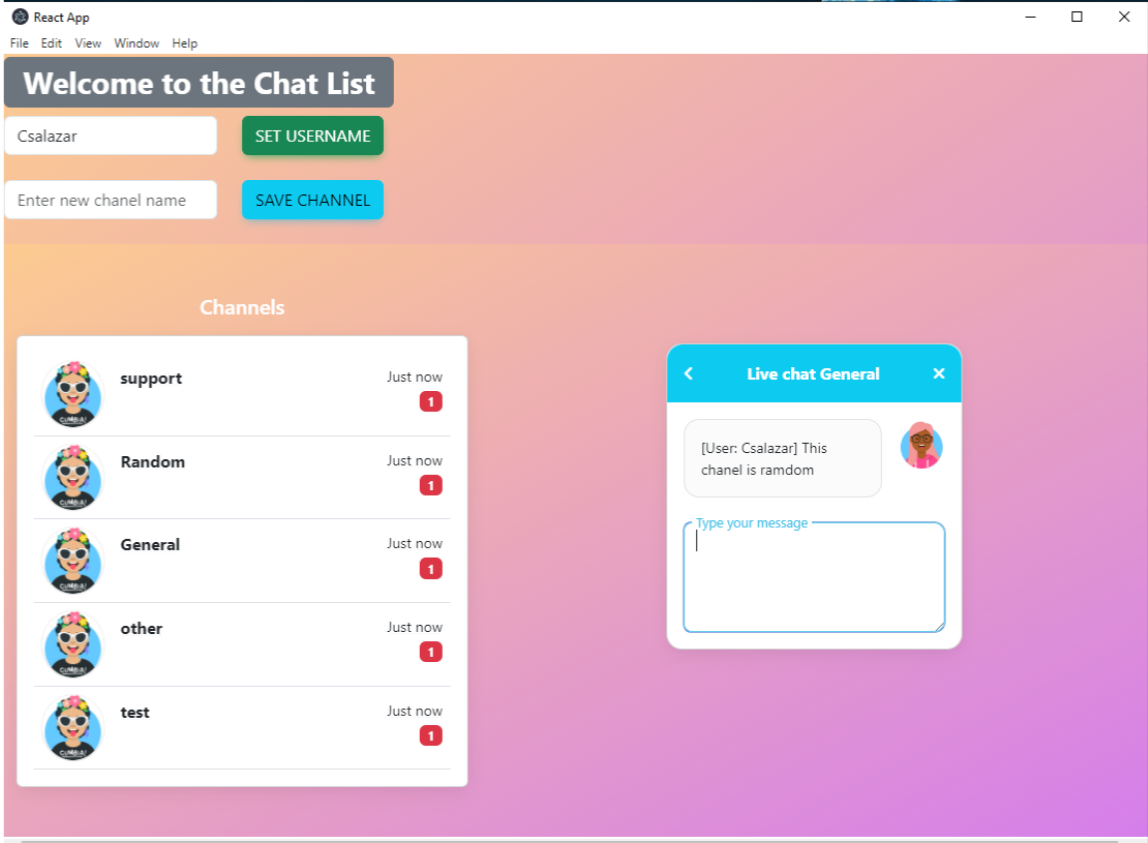 React App
File Edit View Window Help
Welcome to the Chat List
Csalazar
SET USERNAME
Enter new chanel name
SAVE CHANNEL
Channels
support
Just now
1
Random
Just now
1
General
Just now
1
other
Just now
1
test
Just now
1
Live chat General
[User: Csalazar] This
chanel is ramdom
Type your message